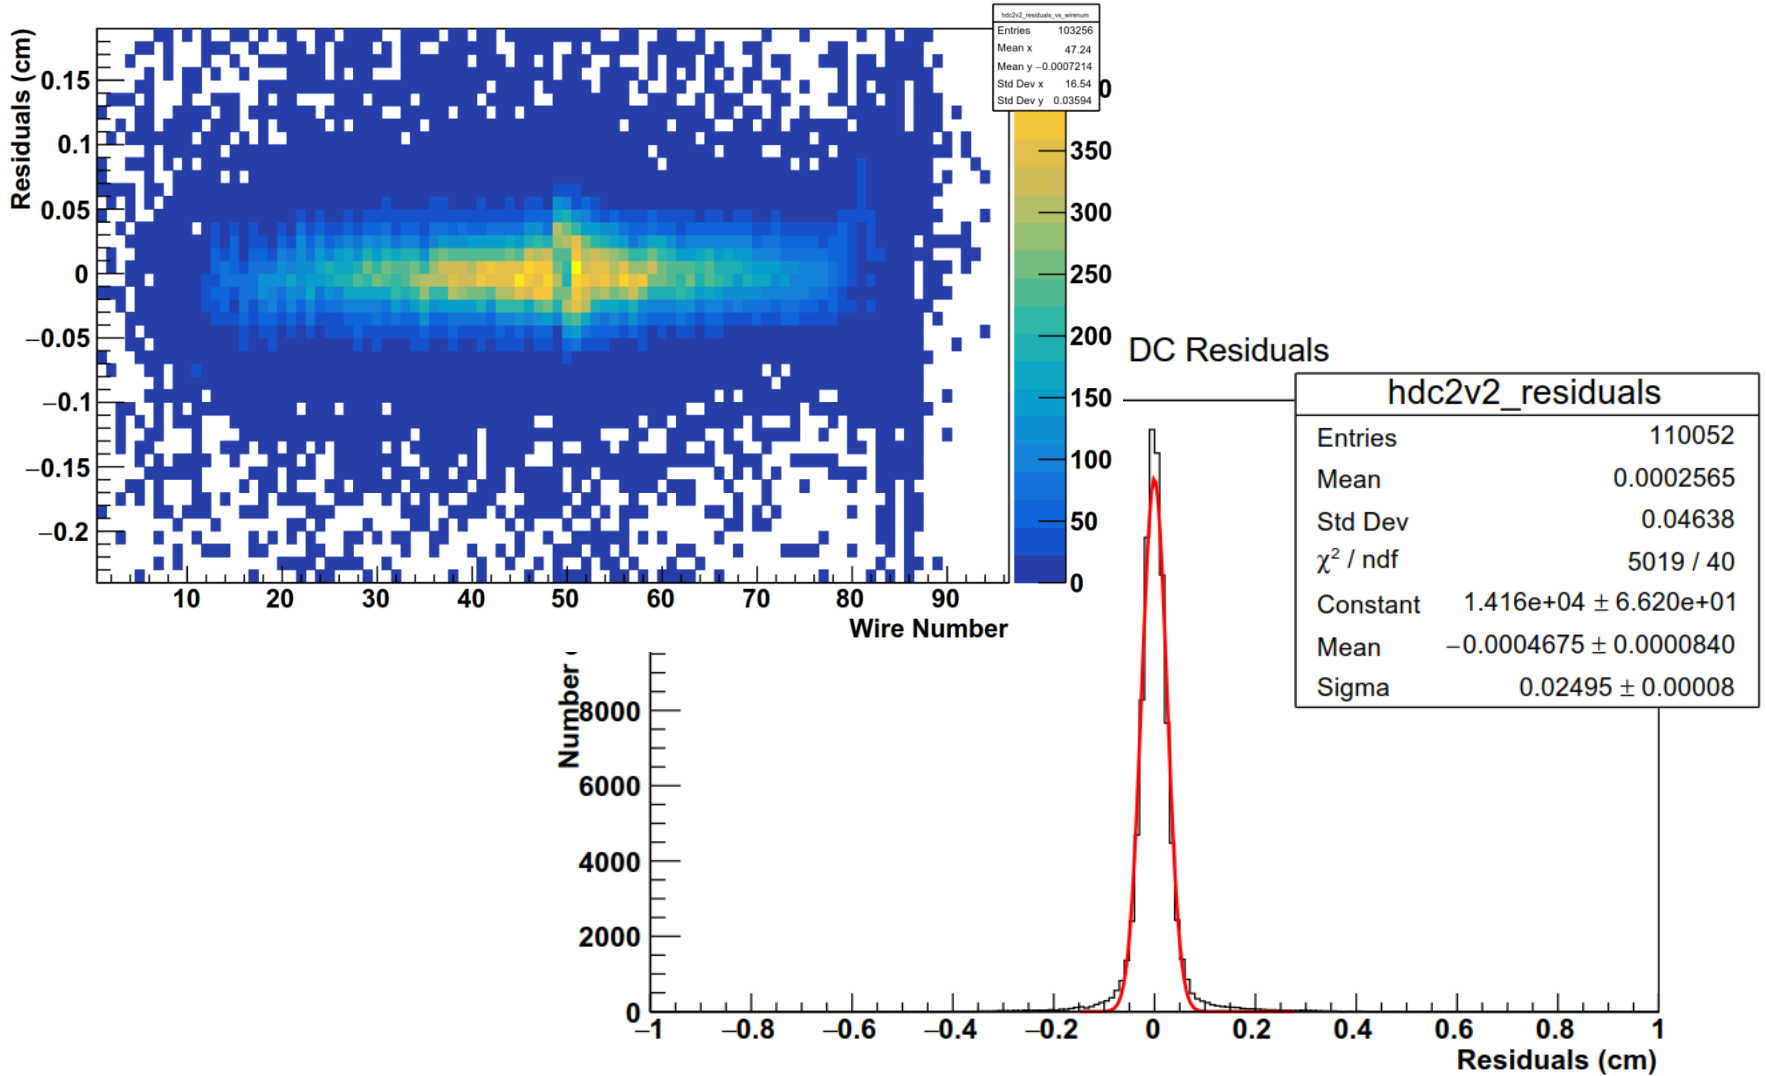 hdc2v2_residuals_vs_wirenum
Entries 103256
Mean x 47.24
Mean y −0.0007214
Std Dev x 16.54
Std Dev y 0.03594
Residuals (cm)
0.15
0.1
0.05
0
−0.05
−0.1
−0.15
−0.2
10 20 30 40 50 60 70 80 90
Wire Number
0
350
300
250
200
150
100
50
0
DC Residuals
hdc2v2_residuals
Entries 110052
Mean 0.0002565
Std Dev 0.04638
χ² / ndf 5019 / 40
Constant 1.416e+04 ± 6.620e+01
Mean −0.0004675 ± 0.0000840
Sigma 0.02495 ± 0.00008
Number
8000
6000
4000
2000
0
−1 −0.8 −0.6 −0.4 −0.2 0 0.2 0.4 0.6 0.8 1
Residuals (cm)